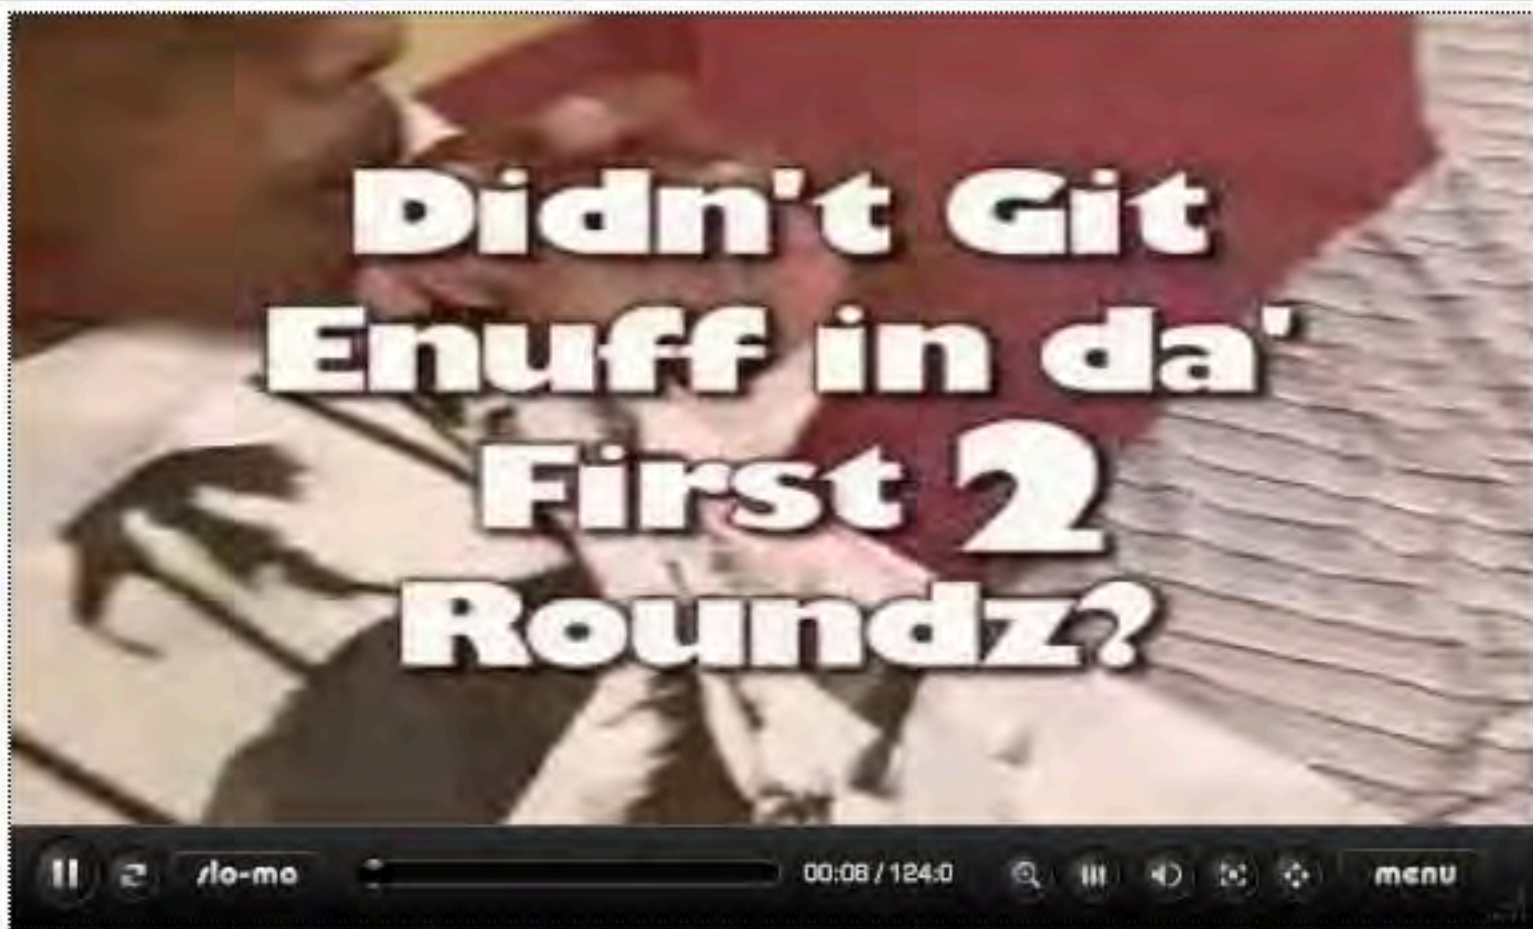 Didn't Git
Enuff in da'
First 2
Roundz?
slo-mo 00:08 / 124:0 menu